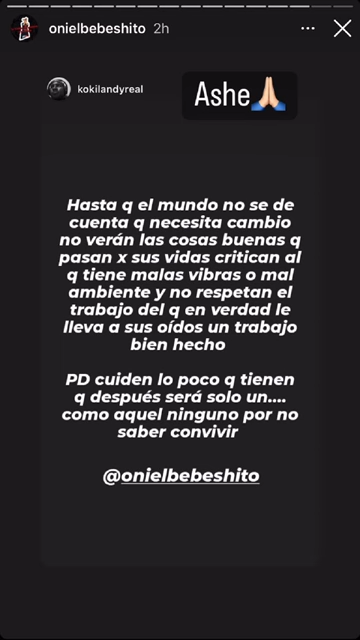 onielbebeshito 2h
kokilandyreal
Ashe🙏🏻
Hasta q el mundo no se de
cuenta q necesita cambio
no verán las cosas buenas q
pasan x sus vidas critican al
q tiene malas vibras o mal
ambiente y no respetan el
trabajo del q en verdad le
lleva a sus oídos un trabajo
bien hecho
PD cuiden lo poco q tienen
q después será solo un....
como aquel ninguno por no
saber convivir
@onielbebeshito